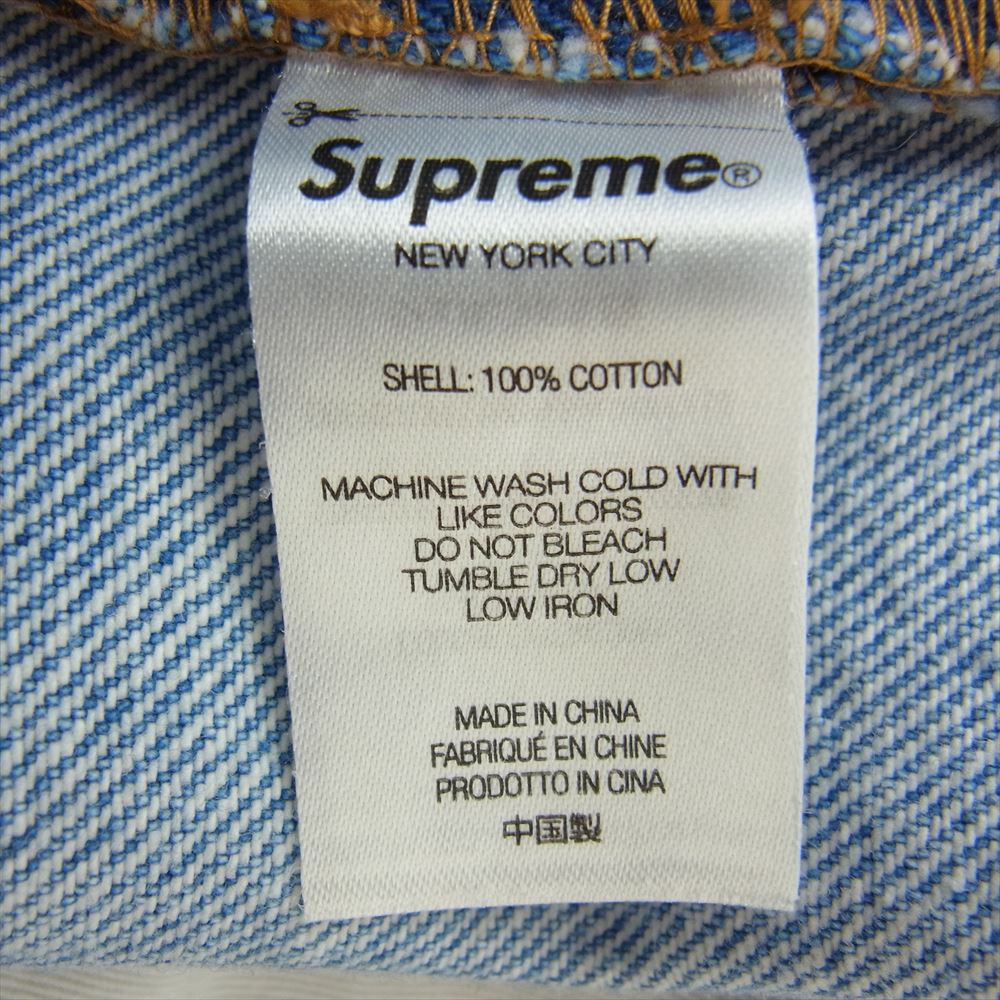 Supreme®
NEW YORK CITY
SHELL: 100% COTTON
MACHINE WASH COLD WITH
LIKE COLORS
DO NOT BLEACH
TUMBLE DRY LOW
LOW IRON
MADE IN CHINA
FABRIQUÉ EN CHINE
PRODOTTO IN CINA
中国製